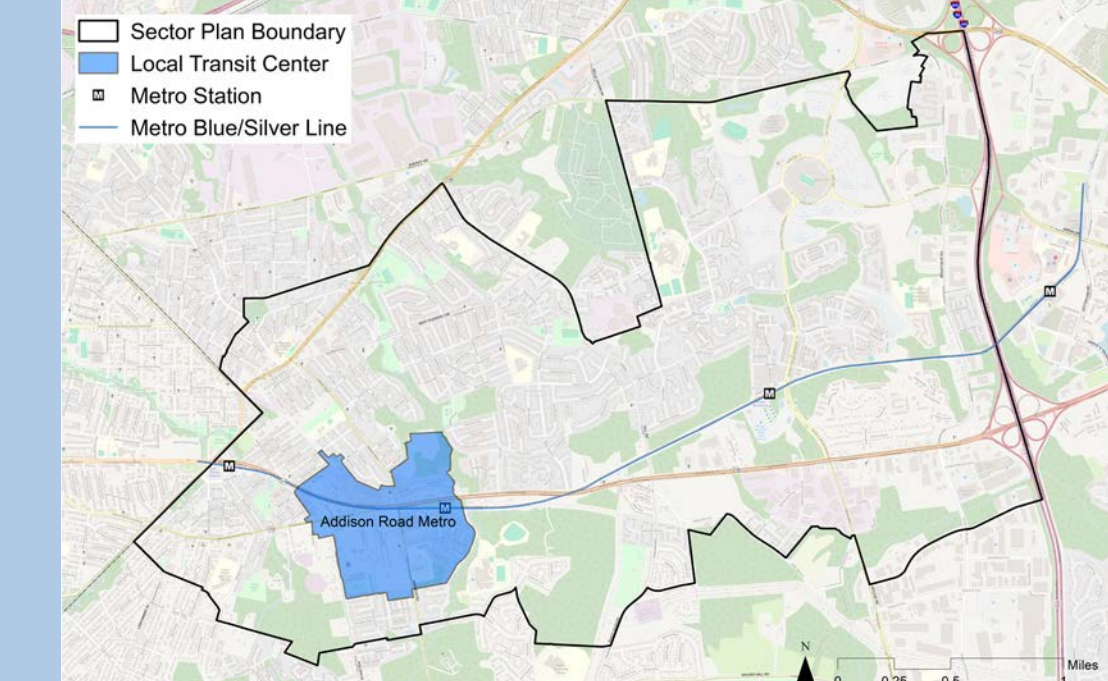 Sector Plan Boundary
Local Transit Center
M Metro Station
Metro Blue/Silver Line
M
M
M
M
Addison Road Metro
N
Miles
0 0.25 0.5 1